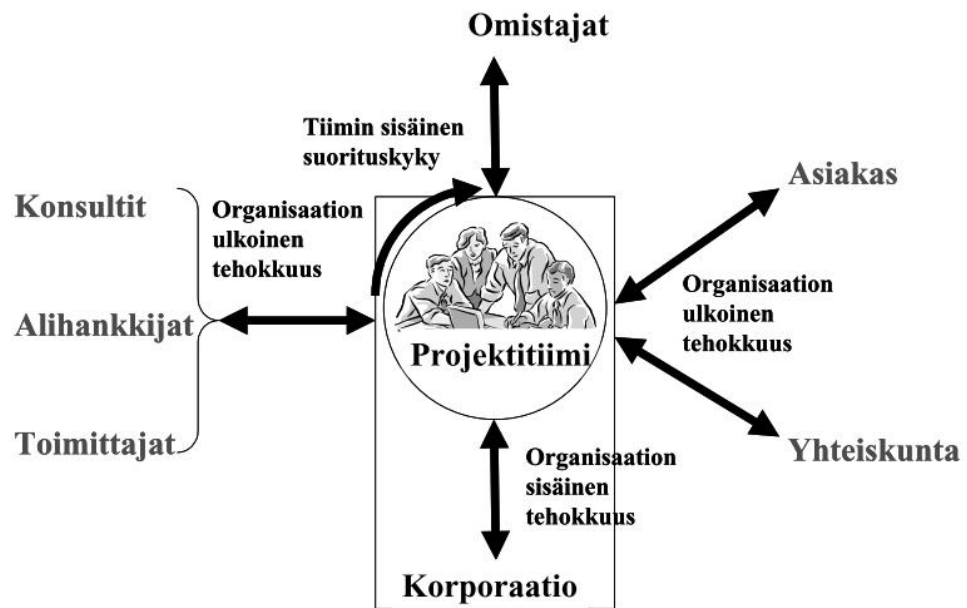 Omistajat
Tiimin sisäinen
suorituskyky
Konsultit
Organisaation
ulkoinen
tehokkuus
Alihankkijat
Toimittajat
Projektitiimi
Asiakas
Organisaation
ulkoinen
tehokkuus
Yhteiskunta
Organisaation
sisäinen
tehokkuus
Korporaatio